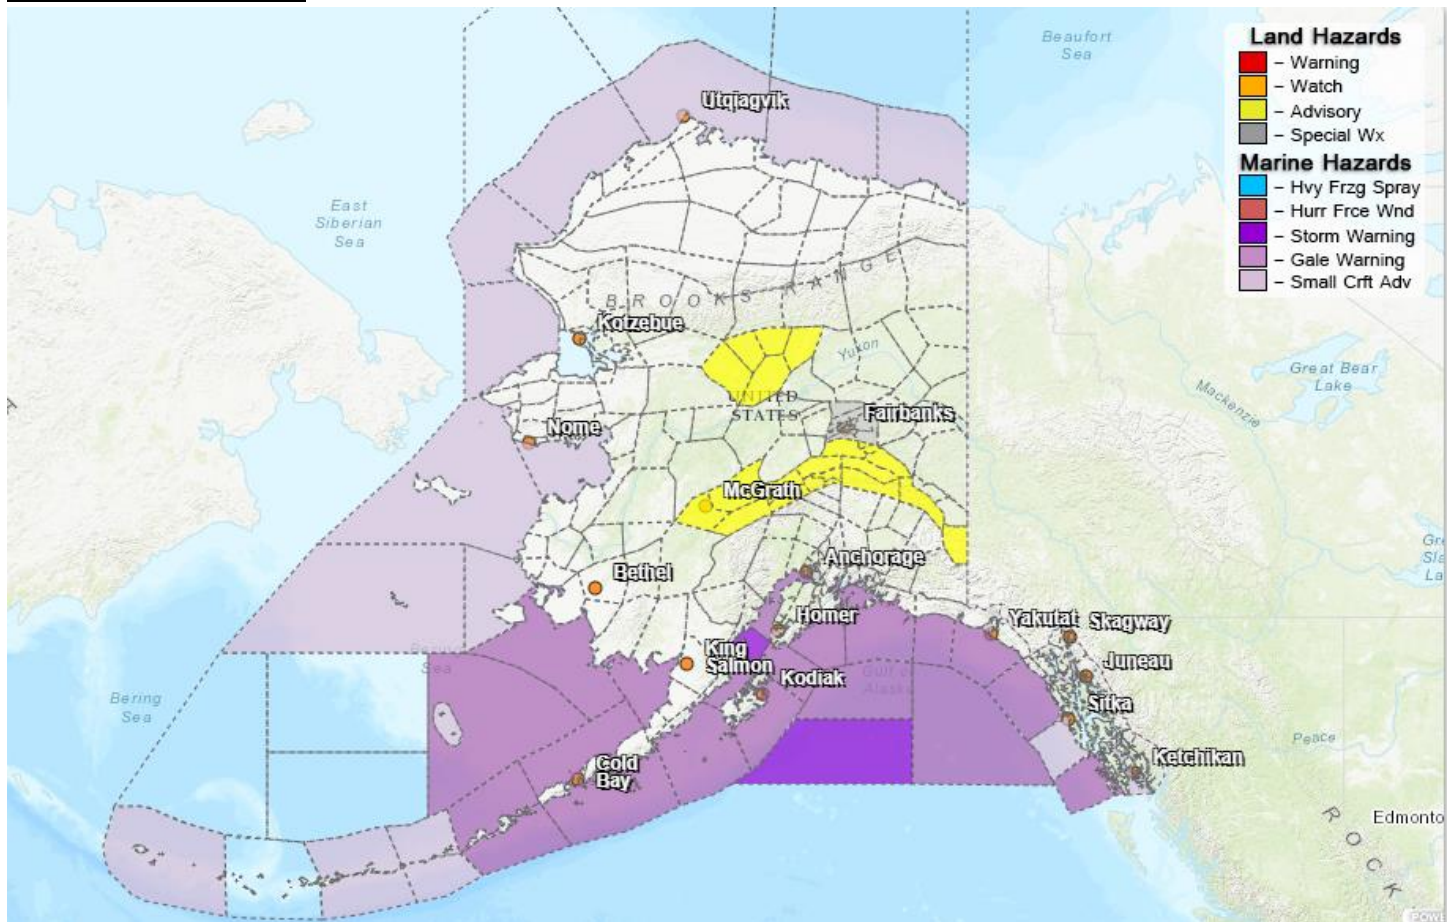 Beaufort
Sea
Land Hazards
– Warning
– Watch
– Advisory
– Special Wx
Marine Hazards
– Hvy Frzg Spray
– Hurr Frce Wnd
– Storm Warning
– Gale Warning
– Small Crft Adv
Utqiagvik
East
Siberian
Sea
BROOKS RANGE
Kotzebue
Yukon
Great Bear
Lake
Mackenzie
UNITED
STATES
Fairbanks
Nome
McGrath
Anchorage
Bethel
Homer
Yakutat
Skagway
King
Salmon
Juneau
Kodiak
Gulf of
Alaska
Sitka
Bering
Sea
Peace
Ketchikan
Cold
Bay
Edmonto
ROCK